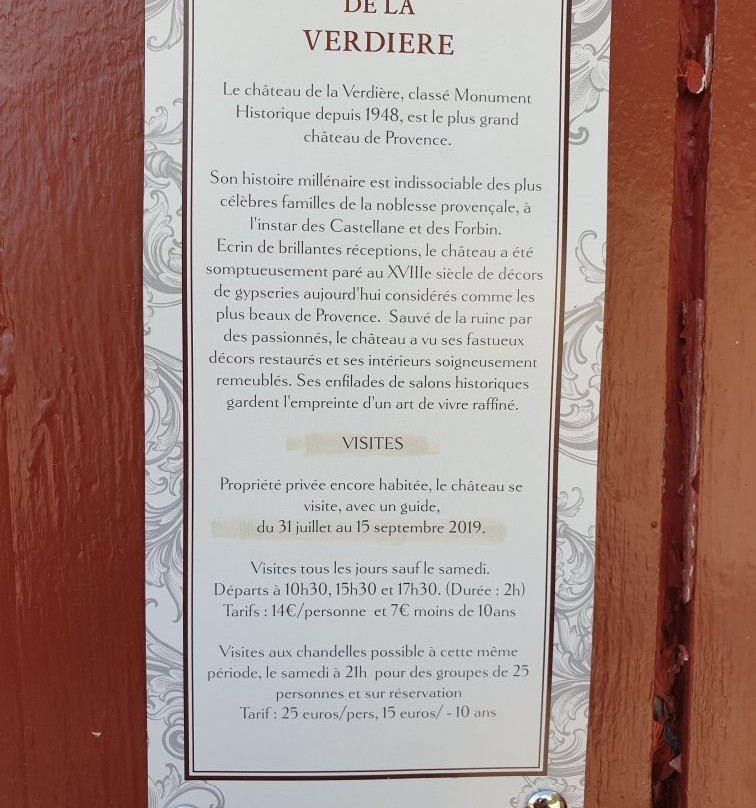 DE LA
VERDIERE
Le château de la Verdière, classé Monument
Historique depuis 1948, est le plus grand
château de Provence.
Son histoire millénaire est indissociable des plus
célèbres familles de la noblesse provençale, à
l'instar des Castellane et des Forbin.
Ecrin de brillantes réceptions, le château a été
somptueusement paré au XVIIIe siècle de décors
de gypseries aujourd'hui considérés comme les
plus beaux de Provence. Sauvé de la ruine par
des passionnés, le château a vu ses fastueux
décors restaurés et ses intérieurs soigneusement
remeublés. Ses enfilades de salons historiques
gardent l'empreinte d'un art de vivre raffiné.
VISITES
Propriété privée encore habitée, le château se
visite, avec un guide,
du 31 juillet au 15 septembre 2019.
Visites tous les jours sauf le samedi.
Départs à 10h30, 15h30 et 17h30. (Durée : 2h)
Tarifs : 14€/personne et 7€ moins de 10ans
Visites aux chandelles possible à cette même
période, le samedi à 21h pour des groupes de 25
personnes et sur réservation
Tarif : 25 euros/pers, 15 euros/ - 10 ans